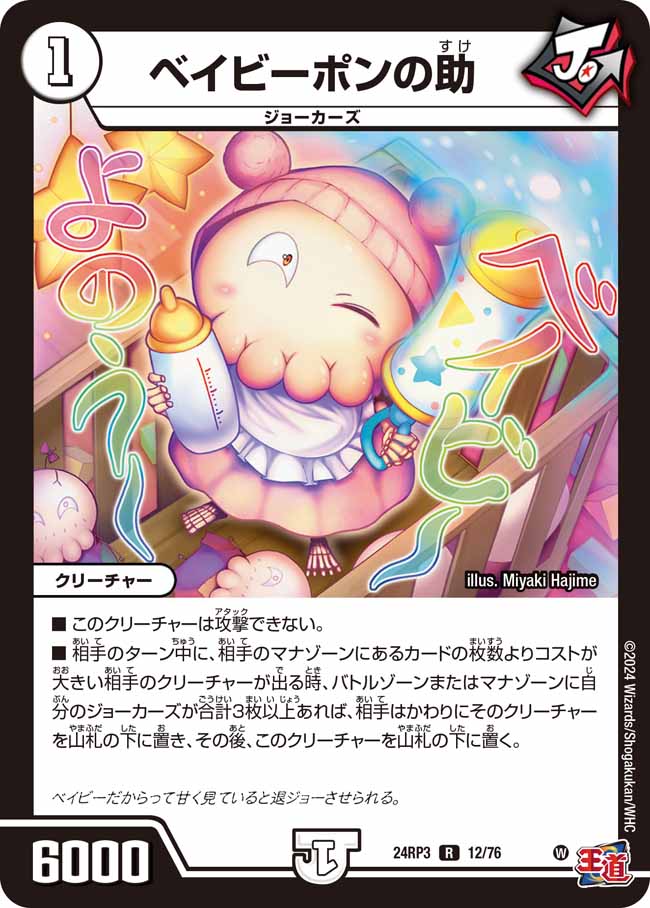 1
ベイビーポンの助
すけ
ジョーカーズ
よのぅ〜
ベイビー
クリーチャー
illus. Miyaki Hajime
■ このクリーチャーは攻撃できない。
■ 相手のターン中に、相手のマナゾーンにあるカードの枚数よりコストが
大きい相手のクリーチャーが出る時、バトルゾーンまたはマナゾーンに自
分のジョーカーズが合計3枚以上あれば、相手はかわりにそのクリーチャー
を山札の下に置き、その後、このクリーチャーを山札の下に置く。
ベイビーだからって甘く見ていると退ジョーさせられる。
©2024 Wizards/Shogakukan/WHC
6000
24RP3 R 12/76
W
王道